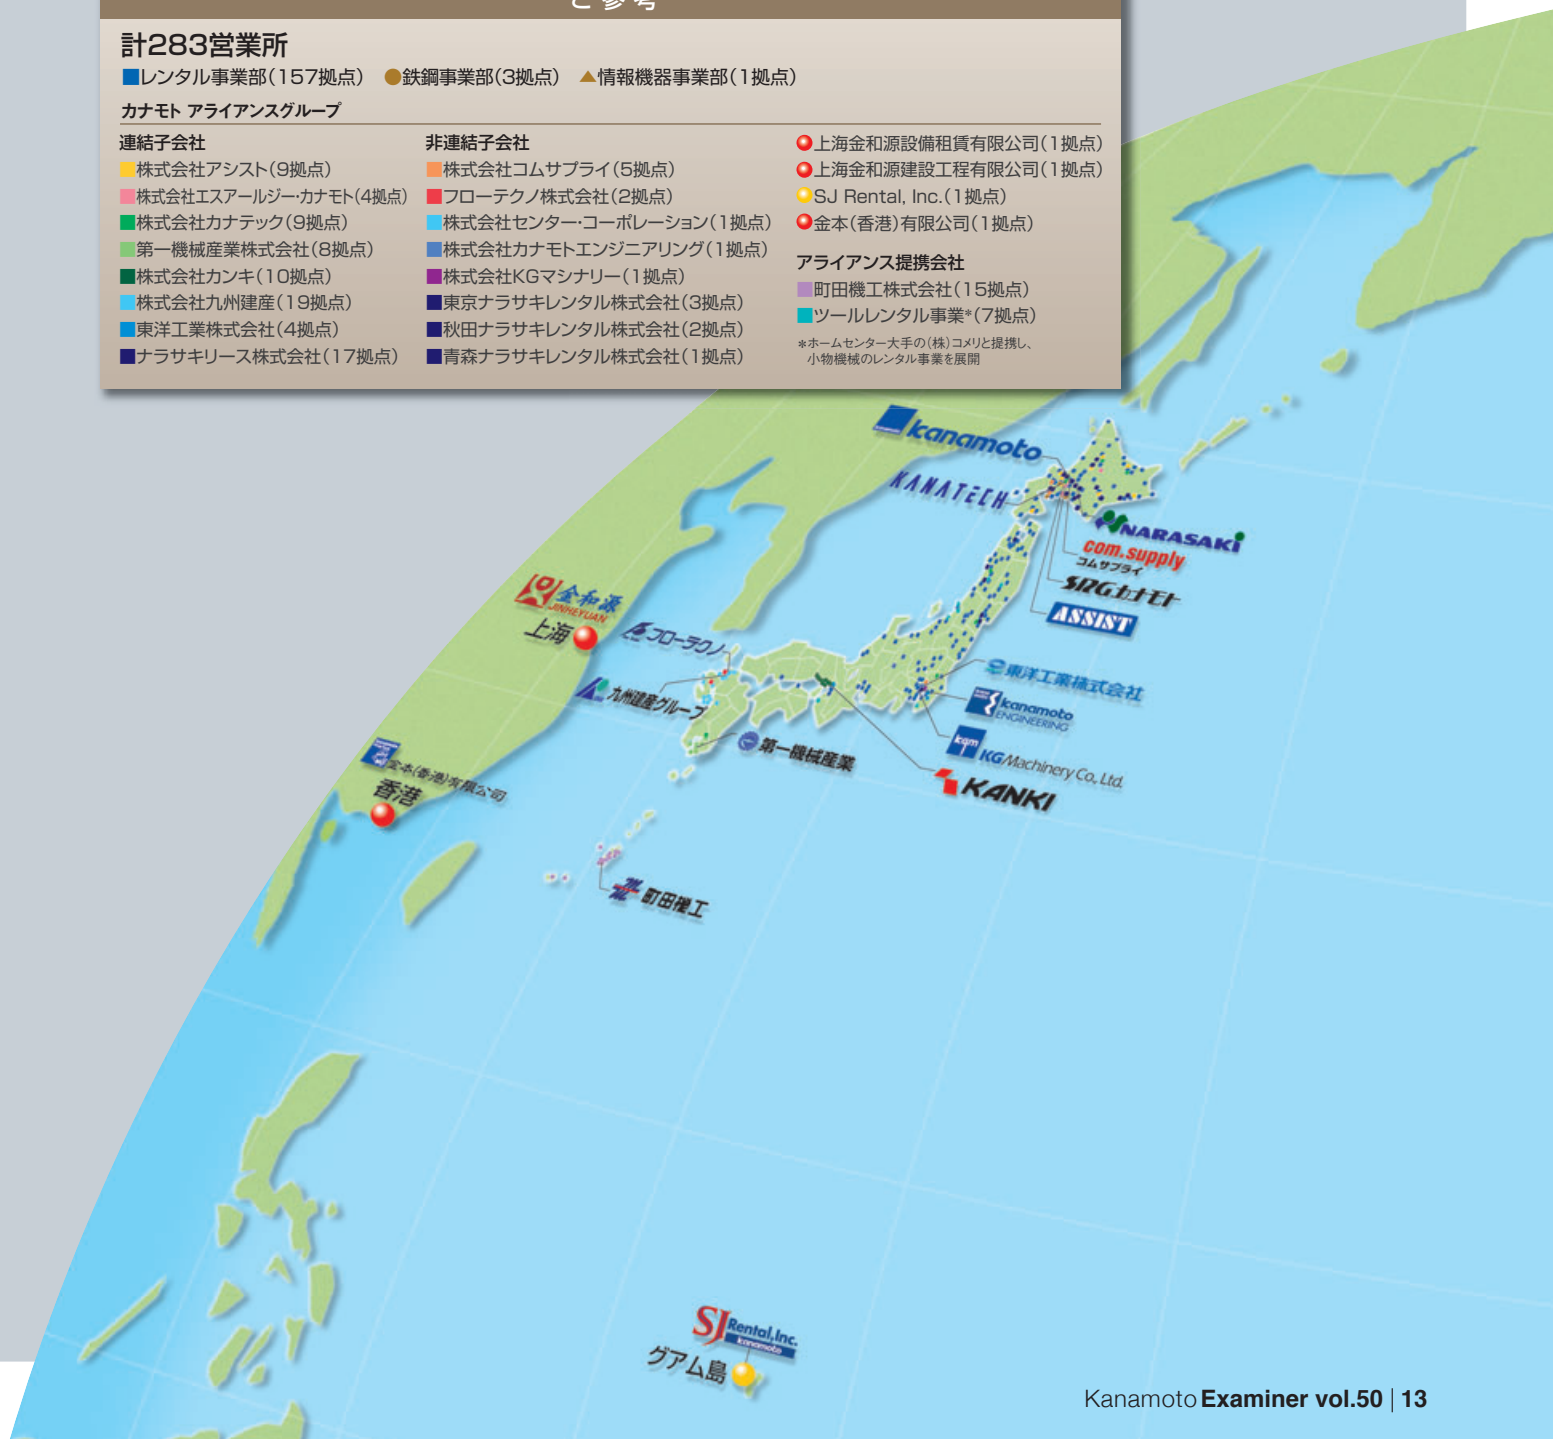 ご参考
計283営業所
■レンタル事業部(157拠点) ●鉄鋼事業部(3拠点) ▲情報機器事業部(1拠点)
カナモト アライアンスグループ
連結子会社
■株式会社アシスト(9拠点)
■株式会社エスアールジー・カナモト(4拠点)
■株式会社カナテック(9拠点)
■第一機械産業株式会社(8拠点)
■株式会社カンキ(10拠点)
■株式会社九州建産(19拠点)
■東洋工業株式会社(4拠点)
■ナラサキリース株式会社(17拠点)
非連結子会社
■株式会社コムサプライ(5拠点)
■フローテクノ株式会社(2拠点)
■株式会社センター・コーポレーション(1拠点)
■株式会社カナモトエンジニアリング(1拠点)
■株式会社KGマシナリー(1拠点)
■東京ナラサキレンタル株式会社(3拠点)
■秋田ナラサキレンタル株式会社(2拠点)
■青森ナラサキレンタル株式会社(1拠点)
上海金和源設備租賃有限公司(1拠点)
上海金和源建設工程有限公司(1拠点)
SJ Rental, Inc.(1拠点)
金本(香港)有限公司(1拠点)
アライアンス提携会社
■町田機工株式会社(15拠点)
■ツールレンタル事業*(7拠点)
*ホームセンター大手の(株)コメリと提携し、
小物機械のレンタル事業を展開
kanamoto
KANATECH
NARASAKI
com.supply
コムサプライ
SRGカナモト
ASSIST
金和源
JINHEYUAN
上海
フローテクノ
九州建産グループ
東洋工業株式会社
kanamoto
ENGINEERING
kgm
KG Machinery Co., Ltd.
第一機械産業
KANKI
金本(香港)有限公司
香港
町田機工
SJ Rental, Inc.
kanamoto
グアム島
Kanamoto Examiner vol.50 | 13